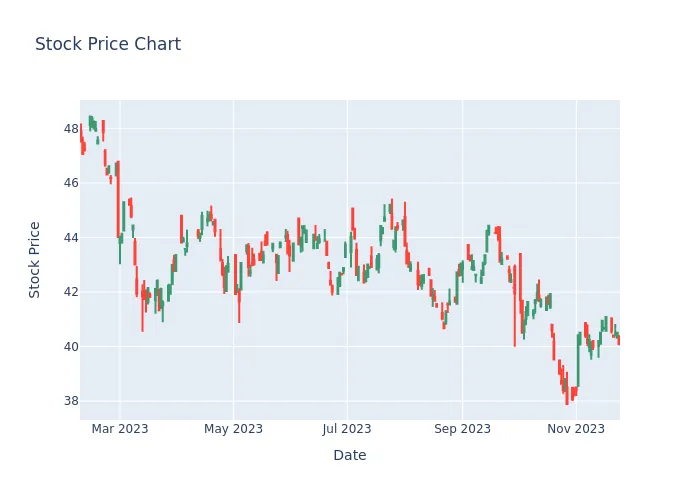 Stock Price Chart
48
46
44
42
40
38
Stock Price
Mar 2023
May 2023
Jul 2023
Sep 2023
Nov 2023
Date